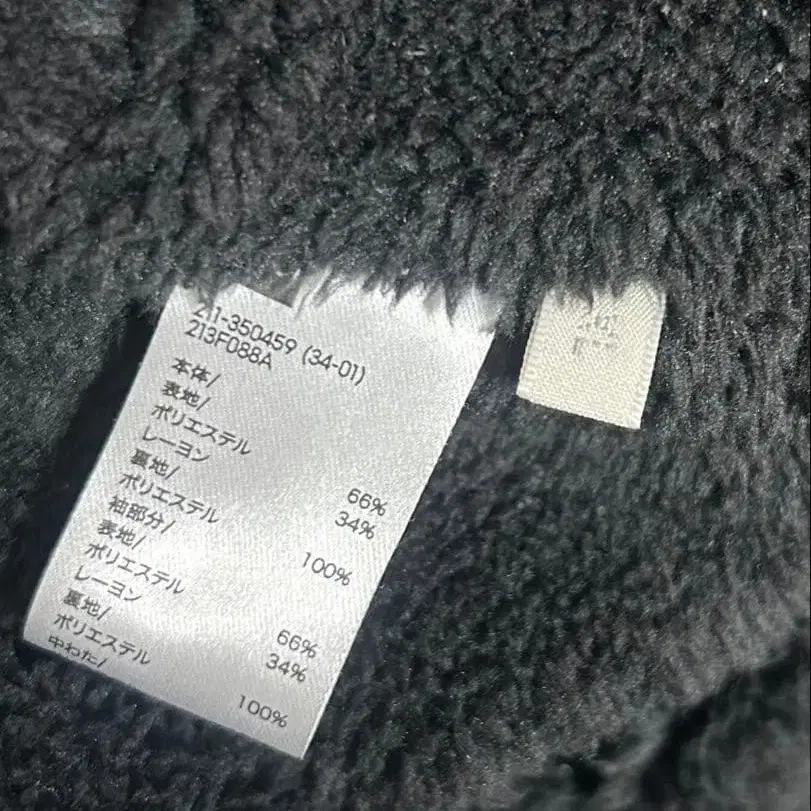 211-350459 (34-01)
213F088A
本体/
表地/
ポリエステル 66%
レーヨン 34%
裏地/
ポリエステル 100%
袖部分/
表地/
ポリエステル 66%
レーヨン 34%
裏地/
ポリエステル 100%
中わた/